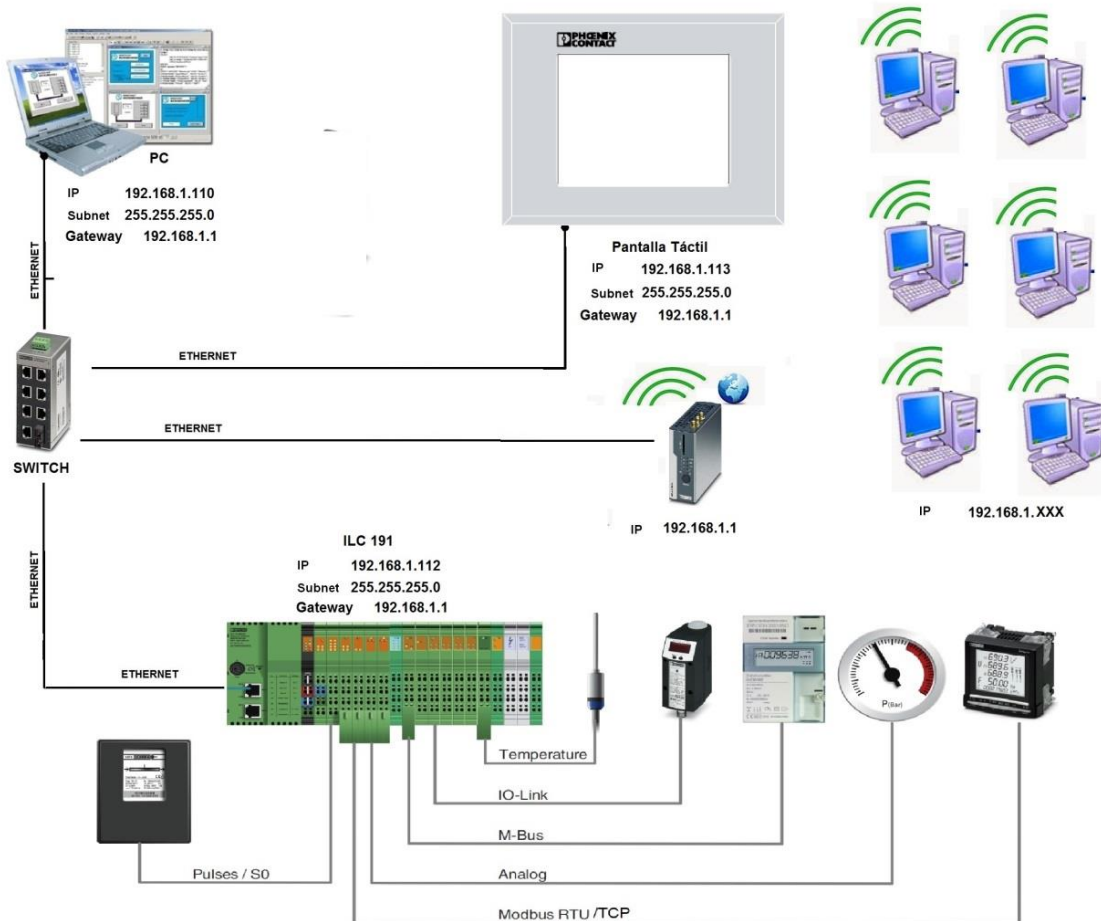 PHŒNIX
CONTACT
PC
IP 192.168.1.110
Subnet 255.255.255.0
Gateway 192.168.1.1
ETHERNET
Pantalla Táctil
IP 192.168.1.113
Subnet 255.255.255.0
Gateway 192.168.1.1
ETHERNET
ETHERNET
SWITCH
IP 192.168.1.1
IP 192.168.1.XXX
ETHERNET
ILC 191
IP 192.168.1.112
Subnet 255.255.255.0
Gateway 192.168.1.1
ETHERNET
P(Bar)
Temperature
IO-Link
M-Bus
Pulses / S0
Analog
Modbus RTU /TCP